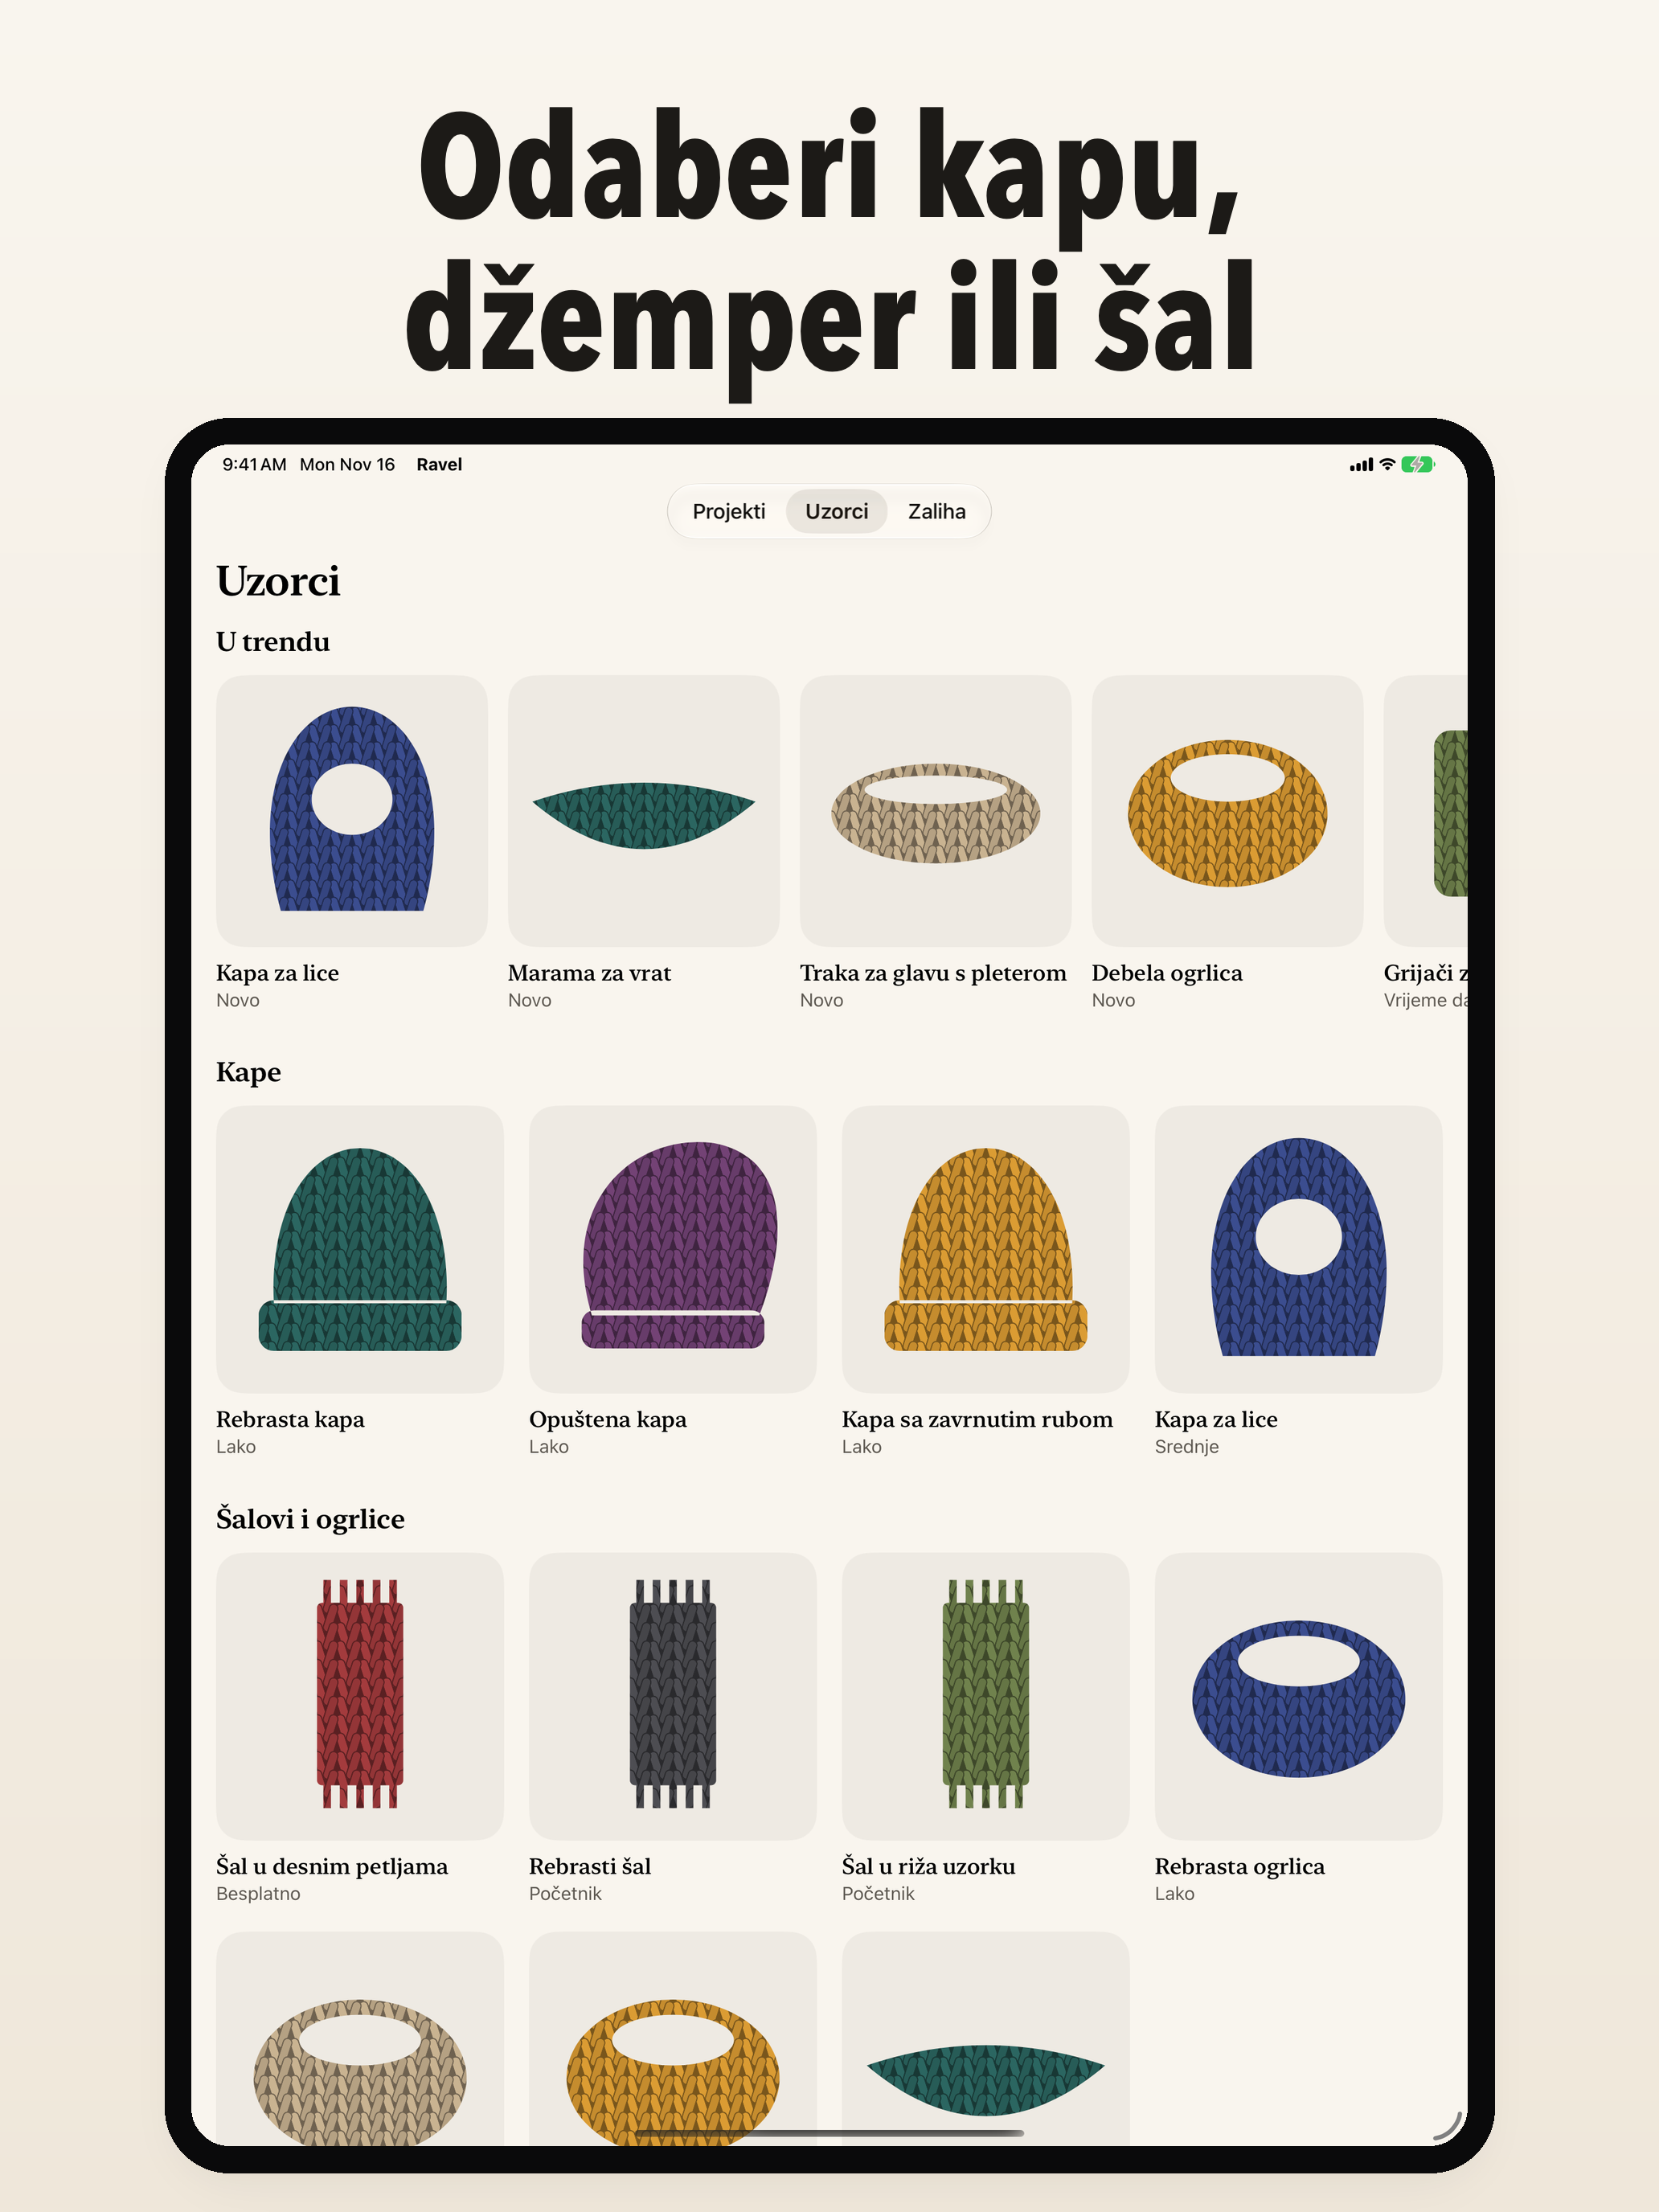 Odaberi kapu,
džemper ili šal
9:41 AM Mon Nov 16 Ravel
Projekti Uzorci Zaliha
Uzorci
U trendu
Kapa za lice
Novo
Marama za vrat
Novo
Traka za glavu s pleterom
Novo
Debela ogrlica
Novo
Grijači
Vrijeme
Kape
Rebrasta kapa
Lako
Opuštena kapa
Lako
Kapa sa zavrnutim rubom
Lako
Kapa za lice
Srednje
Šalovi i ogrlice
Šal u desnim petljama
Besplatno
Rebrasti šal
Početnik
Šal u riža uzorku
Početnik
Rebrasta ogrlica
Lako